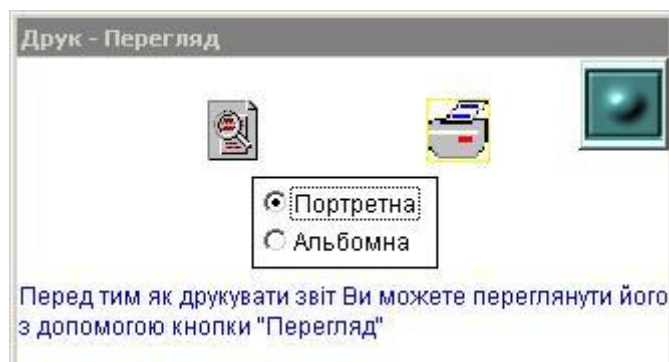 Друк - Перегляд
Портретна
Альбомна
Перед тим як друкувати звіт Ви можете переглянути його
з допомогою кнопки "Перегляд"